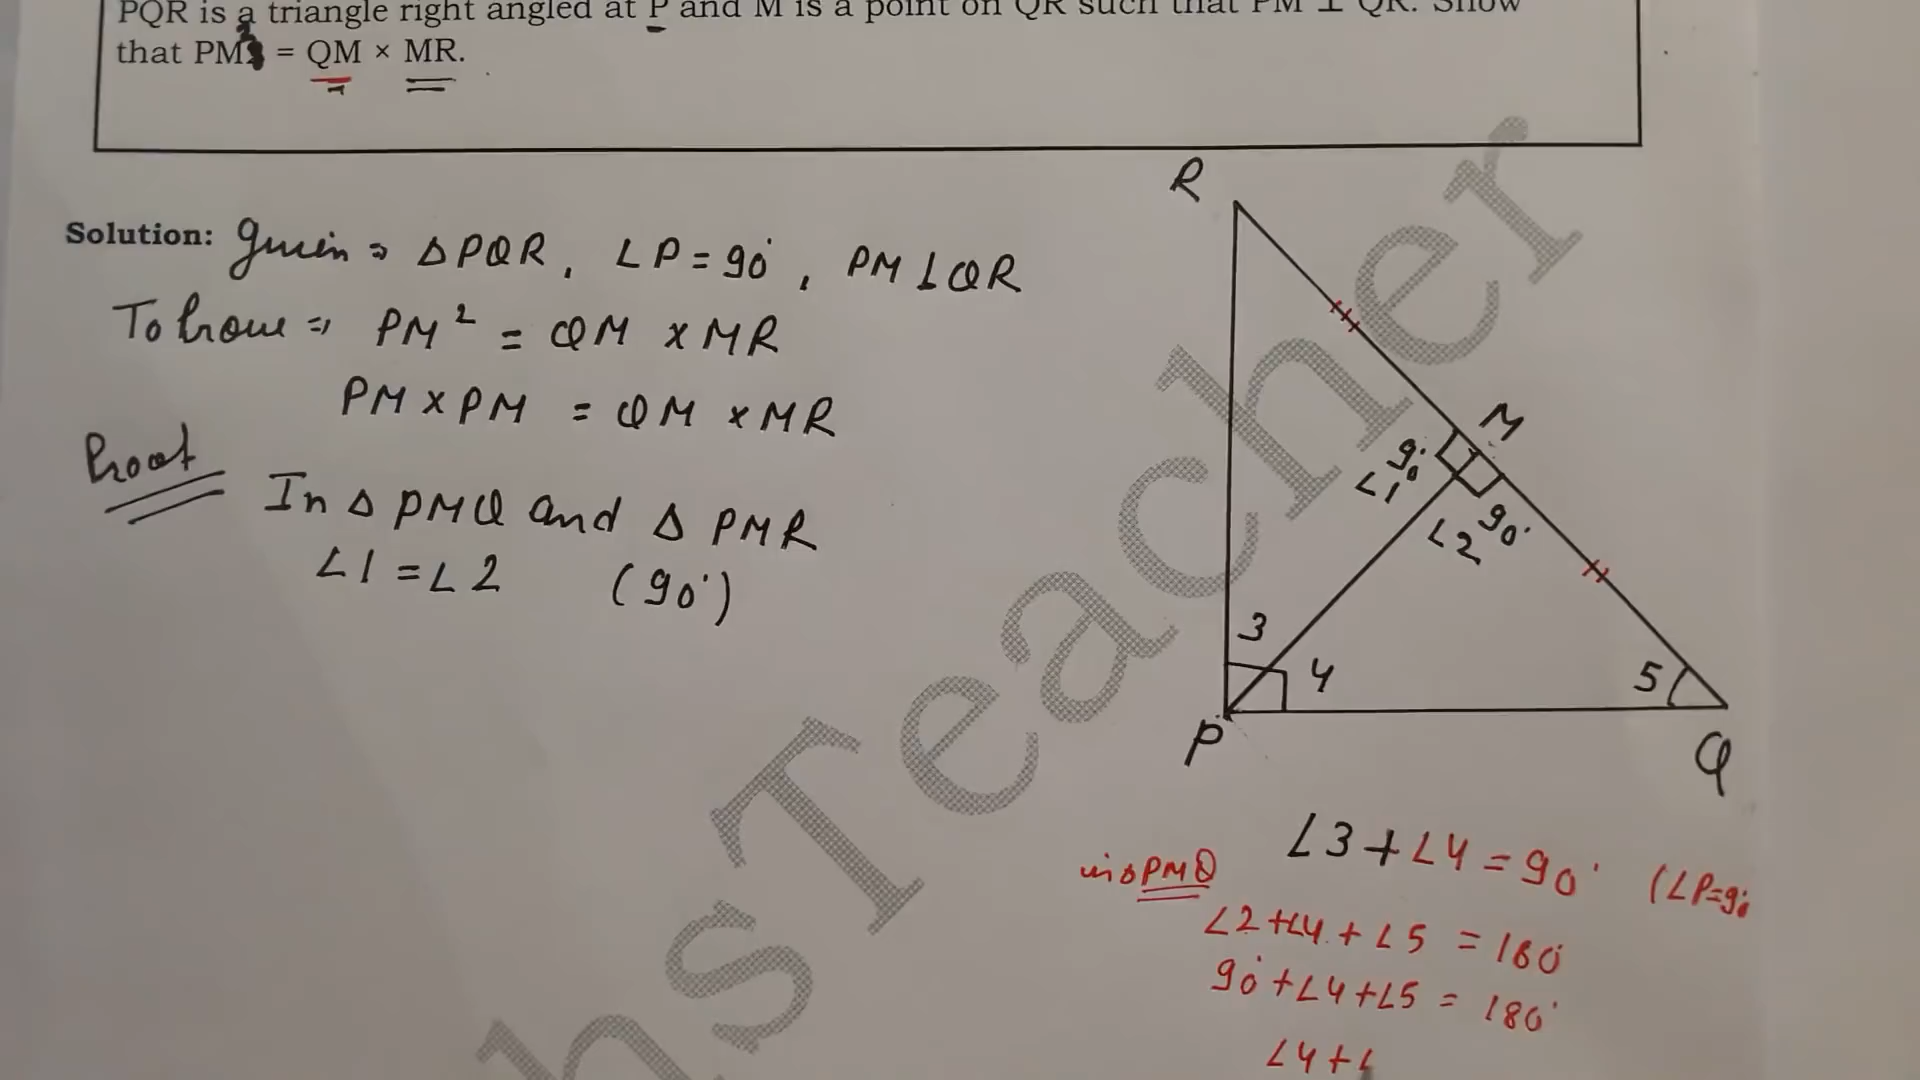 PQR is a triangle right angled at P and M is a point on QR such that PM ⊥ QR. Show
that PM² = QM × MR.
Solution: Given ⇒ ΔPQR, ∠P = 90°, PM ⊥ QR
To prove ⇒ PM² = QM × MR
PM × PM = QM × MR
Proof
In Δ PMQ and Δ PMR
∠1 = ∠2 (90°)
R
M
90°
∠1
90°
∠2
3
4
5
P
Q
∠3 + ∠4 = 90° (∠P=90
in Δ PMQ
∠2 + ∠4 + ∠5 = 180
90° + ∠4 + ∠5 = 180°
∠4 + ∠
hsTeacher